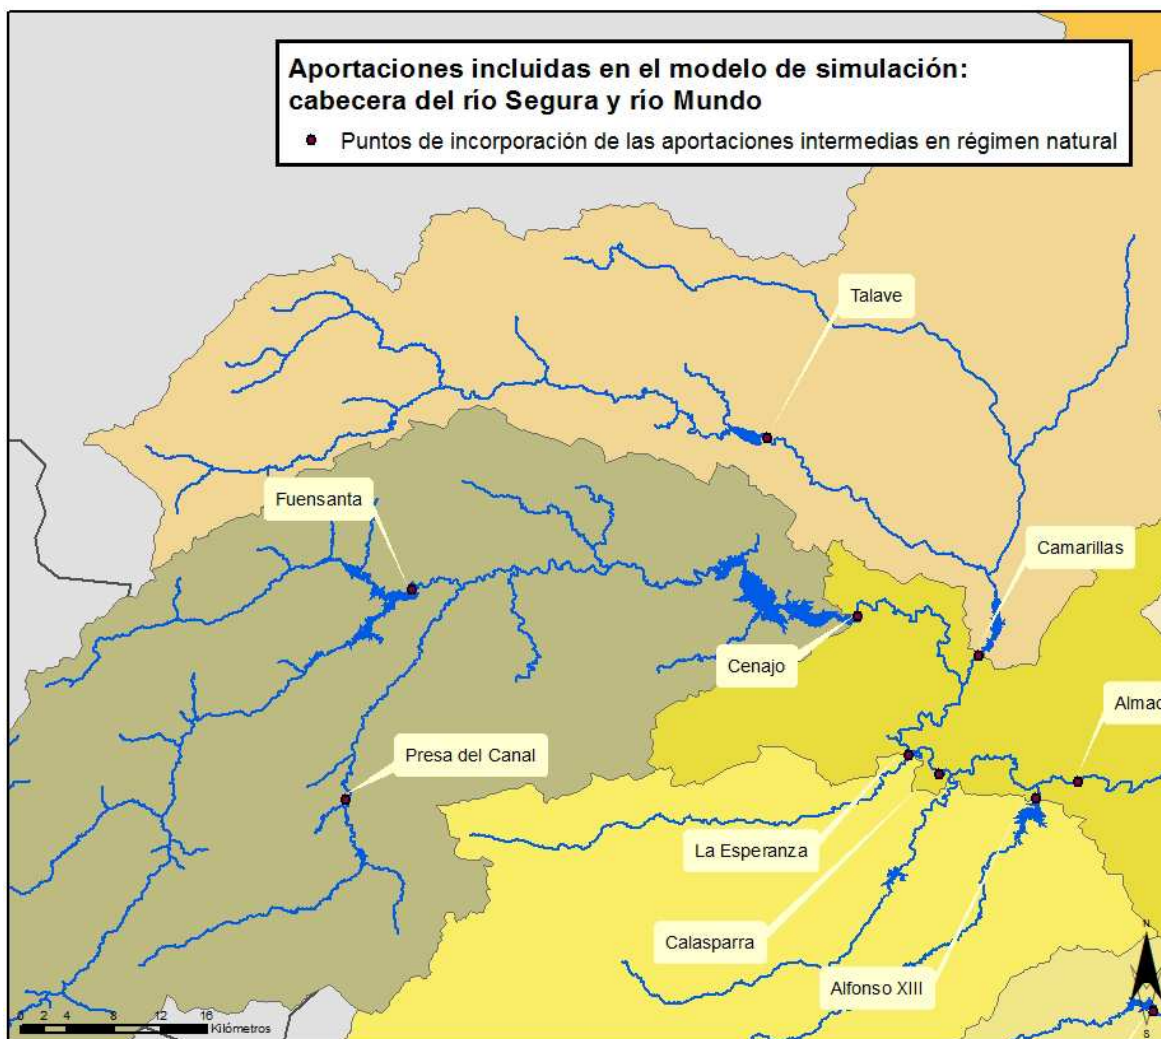 Aportaciones incluidas en el modelo de simulación:
cabecera del río Segura y río Mundo
Puntos de incorporación de las aportaciones intermedias en régimen natural
Talave
Fuensanta
Camarillas
Cenajo
Almac
Presa del Canal
La Esperanza
Calasparra
Alfonso XIII
N
S
0 2 4 8 12 16
Kilómetros